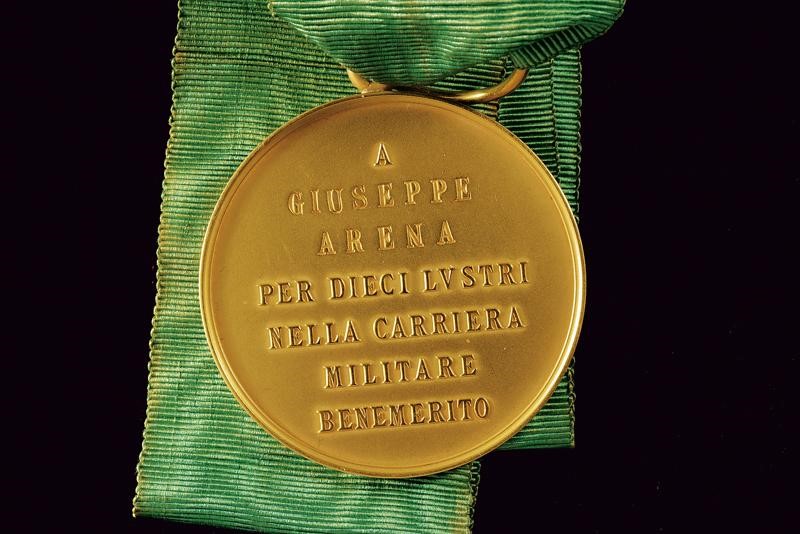 A
GIUSEPPE
ARENA
PER DIECI LVSTRI
NELLA CARRIERA
MILITARE
BENEMERITO